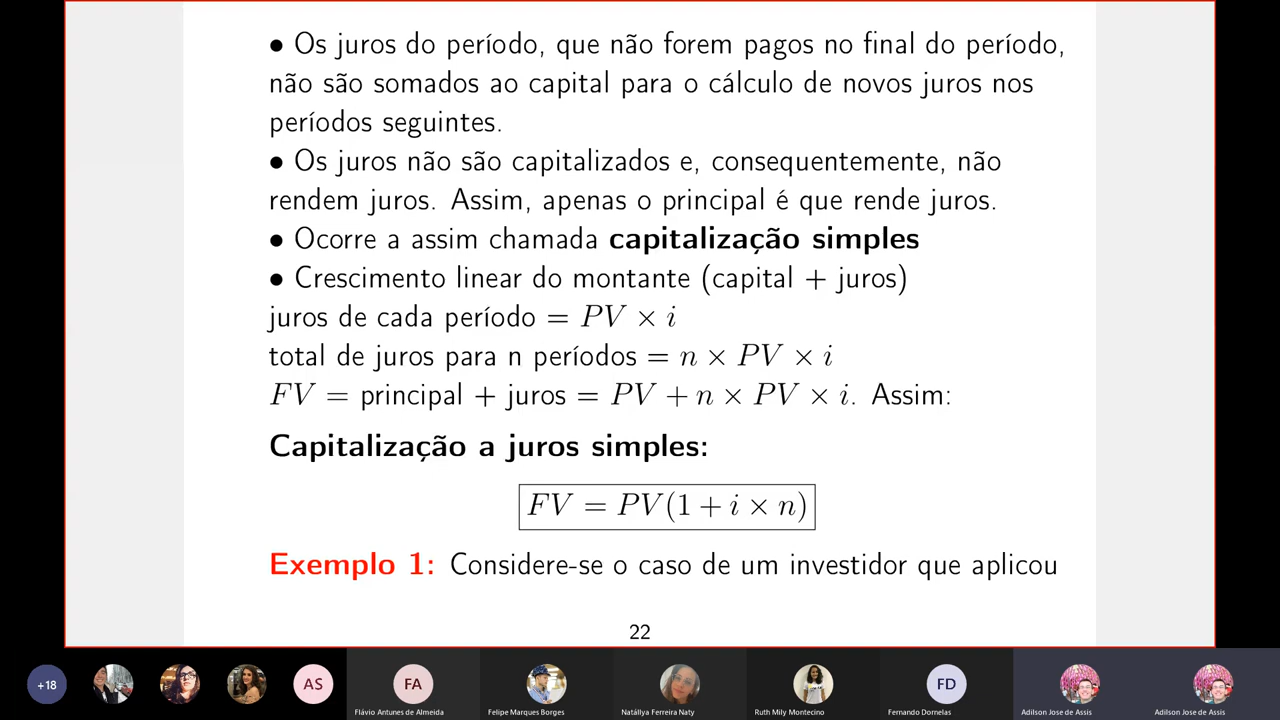 • Os juros do período, que não forem pagos no final do período,
não são somados ao capital para o cálculo de novos juros nos
períodos seguintes.
• Os juros não são capitalizados e, consequentemente, não
rendem juros. Assim, apenas o principal é que rende juros.
• Ocorre a assim chamada capitalização simples
• Crescimento linear do montante (capital + juros)
juros de cada período = PV × i
total de juros para n períodos = n × PV × i
FV = principal + juros = PV + n × PV × i. Assim:
Capitalização a juros simples:
FV = PV(1 + i × n)
Exemplo 1: Considere-se o caso de um investidor que aplicou
22
+18
AS
FA
FD
Flávio Antunes de Almeida
Felipe Marques Borges
Natállya Ferreira Naty
Ruth Mily Montecino
Fernando Dornelas
Adilson Jose de Assis
Adilson Jose de Assis